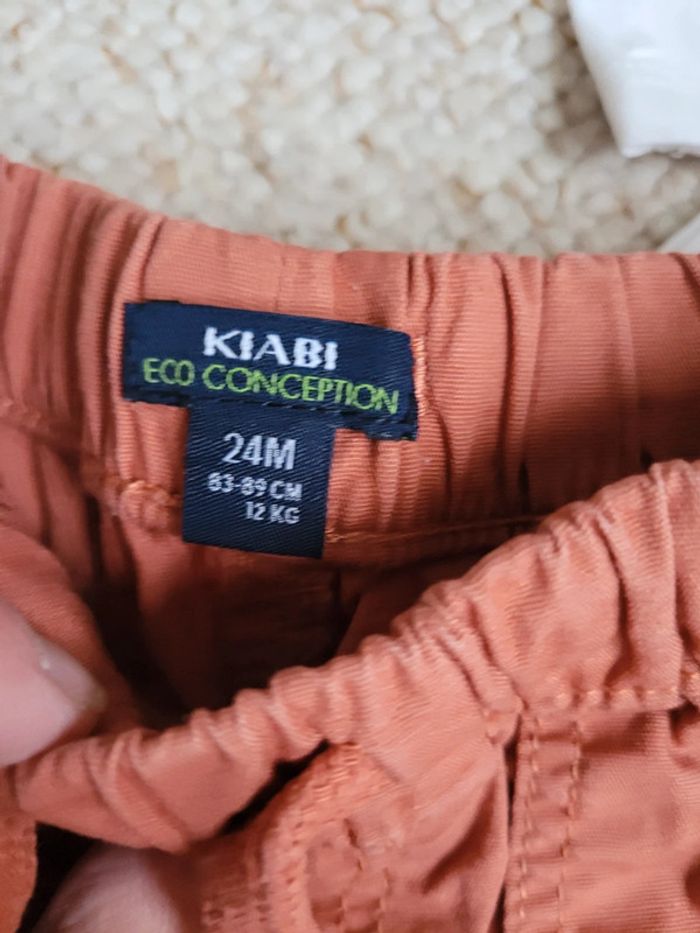 KIABI
ECO CONCEPTION
24M
83-89 CM
12 KG